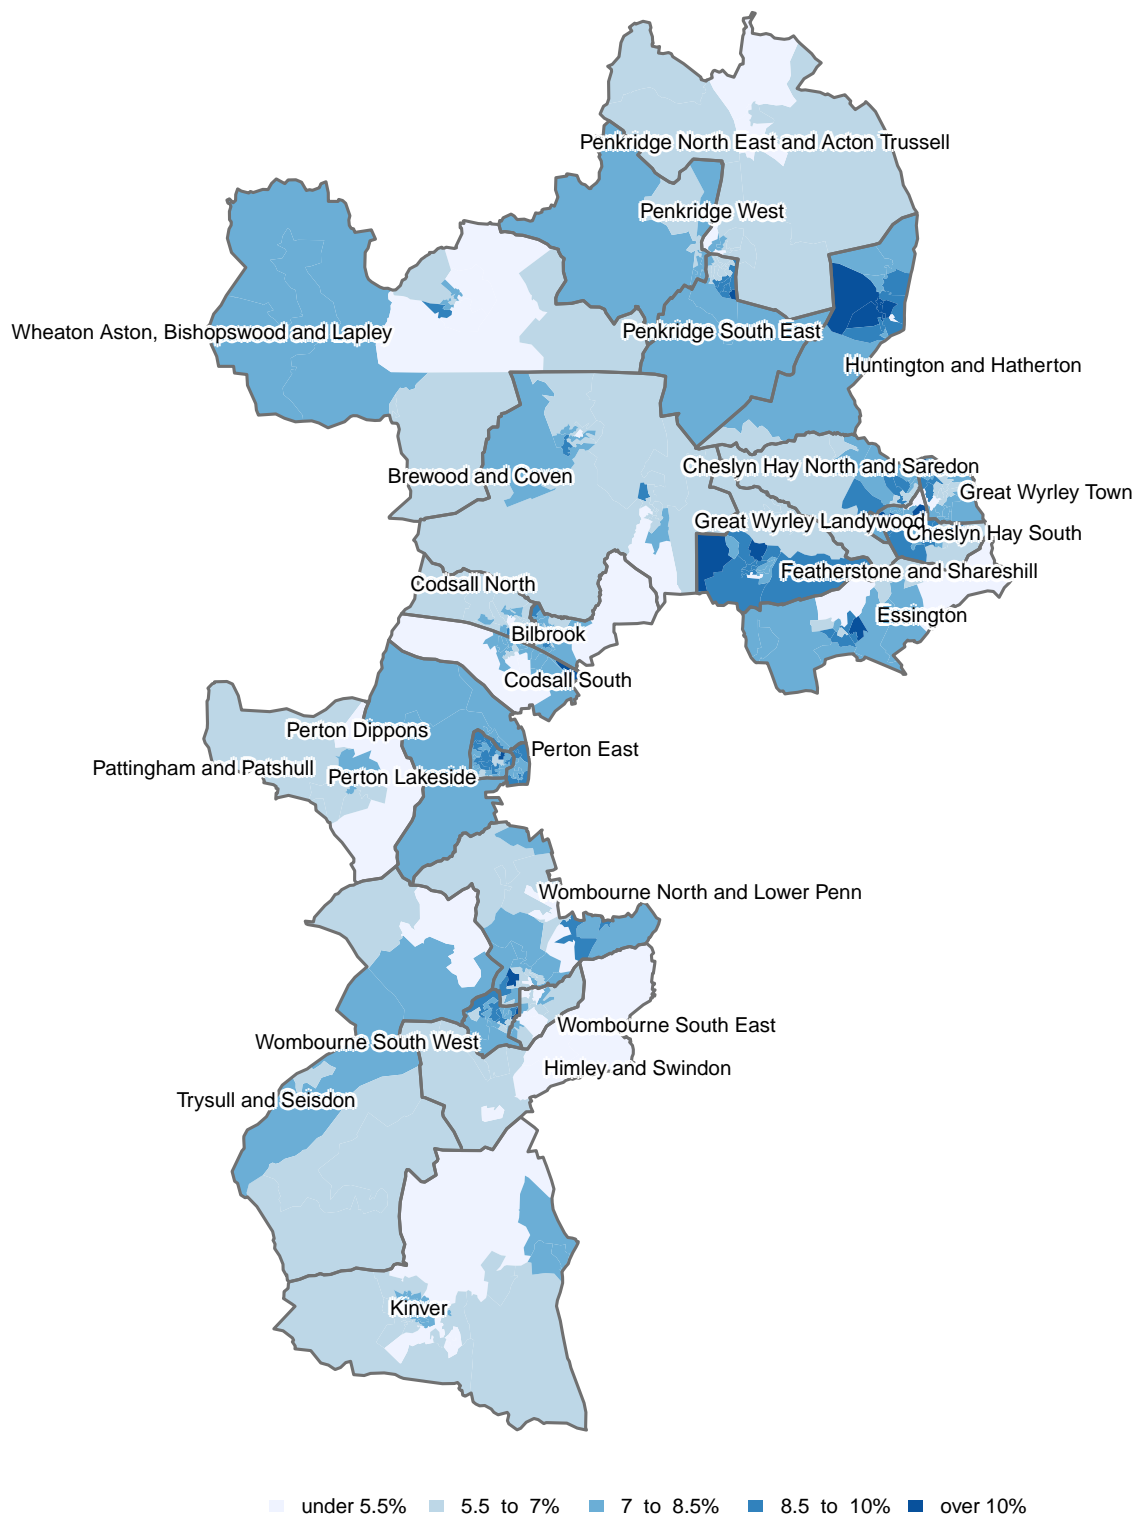 Penkridge North East and Acton Trussell
Penkridge West
Wheaton Aston, Bishopswood and Lapley
Penkridge South East
Huntington and Hatherton
Cheslyn Hay North and Saredon
Brewood and Coven
Great Wyrley Town
Great Wyrley Landywood
Cheslyn Hay South
Featherstone and Shareshill
Codsall North
Essington
Bilbrook
Codsall South
Perton Dippons
Perton East
Pattingham and Patshull
Perton Lakeside
Wombourne North and Lower Penn
Wombourne South East
Wombourne South West
Himley and Swindon
Trysull and Seisdon
Kinver
under 5.5% 5.5 to 7% 7 to 8.5% 8.5 to 10% over 10%